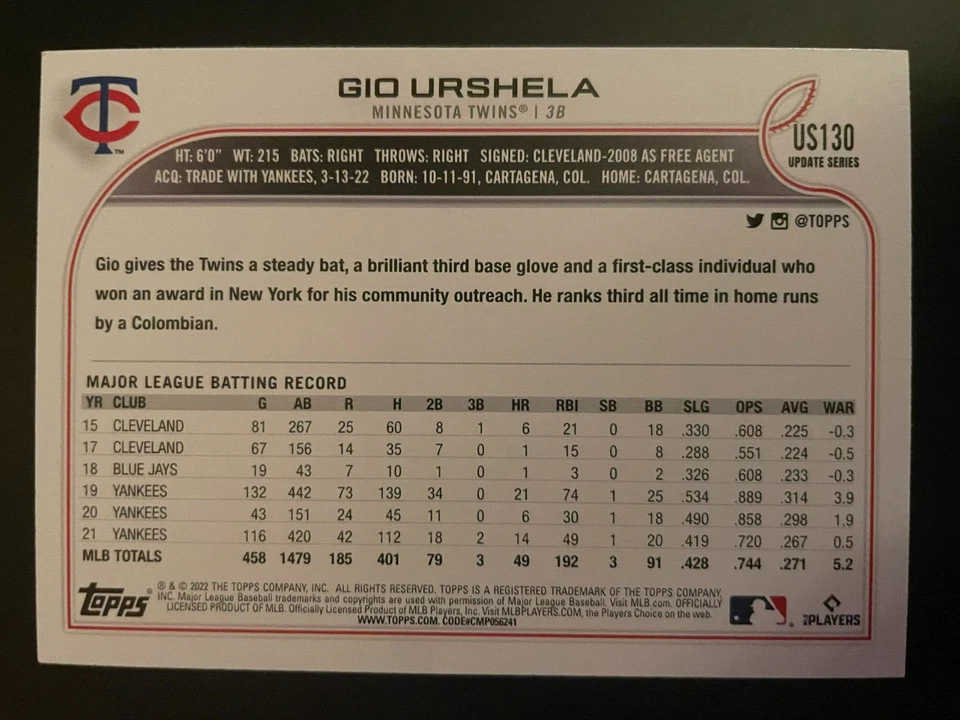 TC™
GIO URSHELA
MINNESOTA TWINS® | 3B
US130
UPDATE SERIES
HT: 6'0" WT: 215 BATS: RIGHT THROWS: RIGHT SIGNED: CLEVELAND-2008 AS FREE AGENT
ACQ: TRADE WITH YANKEES, 3-13-22 BORN: 10-11-91, CARTAGENA, COL. HOME: CARTAGENA, COL.
@TOPPS
Gio gives the Twins a steady bat, a brilliant third base glove and a first-class individual who
won an award in New York for his community outreach. He ranks third all time in home runs
by a Colombian.
MAJOR LEAGUE BATTING RECORD
YR CLUB G AB R H 2B 3B HR RBI SB BB SLG OPS AVG WAR
15 CLEVELAND 81 267 25 60 8 1 6 21 0 18 .330 .608 .225 -0.3
17 CLEVELAND 67 156 14 35 7 0 1 15 0 8 .288 .551 .224 -0.5
18 BLUE JAYS 19 43 7 10 1 0 1 3 0 2 .326 .608 .233 -0.3
19 YANKEES 132 442 73 139 34 0 21 74 1 25 .534 .889 .314 3.9
20 YANKEES 43 151 24 45 11 0 6 30 1 18 .490 .858 .298 1.9
21 YANKEES 116 420 42 112 18 2 14 49 1 20 .419 .720 .267 0.5
MLB TOTALS 458 1479 185 401 79 3 49 192 3 91 .428 .744 .271 5.2
Topps®
® & © 2022 THE TOPPS COMPANY, INC. ALL RIGHTS RESERVED. TOPPS IS A REGISTERED TRADEMARK OF THE TOPPS COMPANY,
INC. Major League Baseball trademarks and copyrights are used with permission of Major League Baseball. Visit MLB.com. OFFICIALLY
LICENSED PRODUCT OF MLB. Officially Licensed Product of MLB Players, Inc. Visit MLBPLAYERS.COM, the Players Choice on the web.
WWW.TOPPS.COM. CODE#CMP056241
MLB PLAYERS